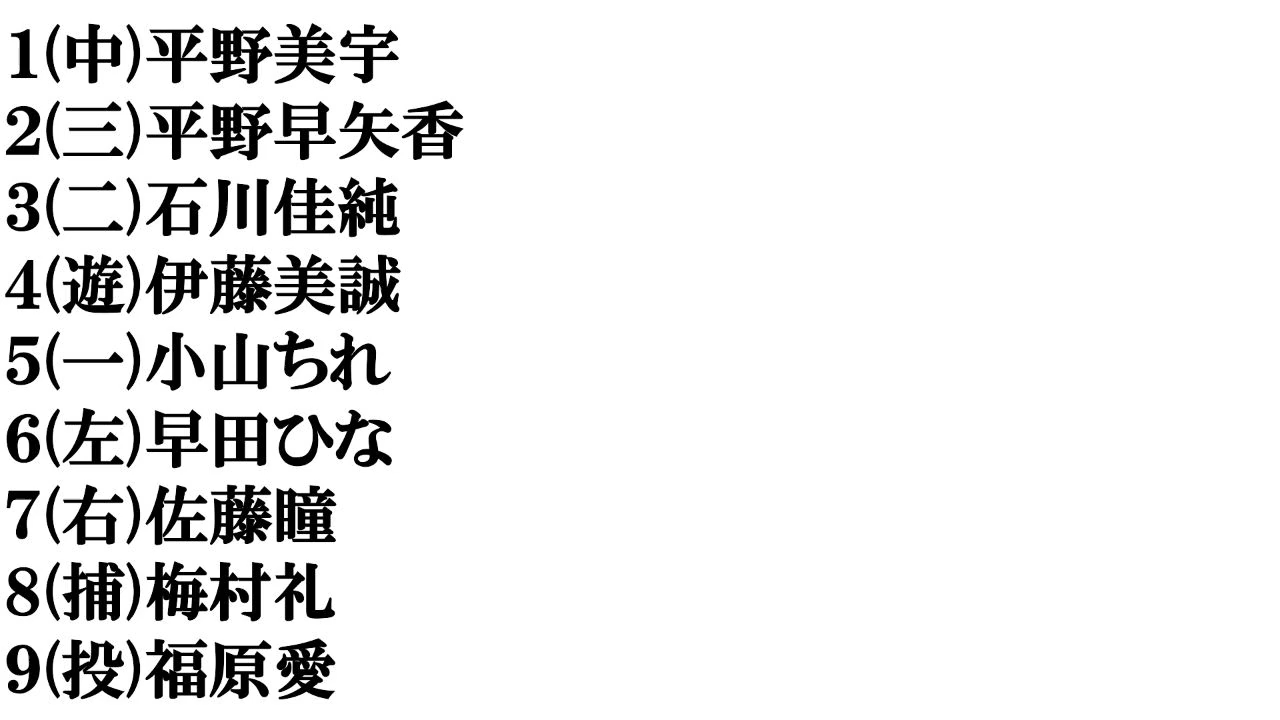 1(中)平野美宇
2(三)平野早矢香
3(二)石川佳純
4(遊)伊藤美誠
5(一)小山ちれ
6(左)早田ひな
7(右)佐藤瞳
8(捕)梅村礼
9(投)福原愛